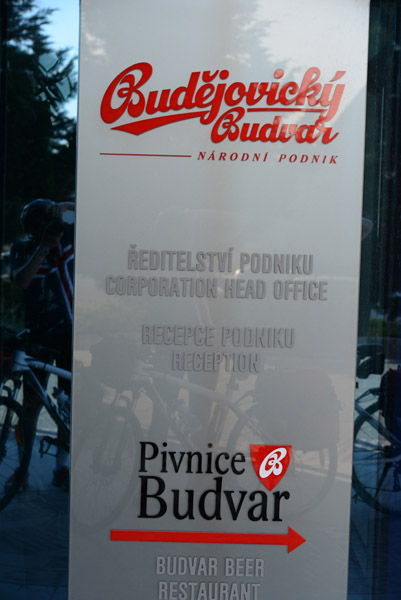 Budějovický
Budvar
NÁRODNÍ PODNIK
ŘEDITELSTVÍ PODNIKU
CORPORATION HEAD OFFICE
RECEPCE PODNIKU
RECEPTION
Pivnice B
Budvar
BUDVAR BEER
RESTAURANT